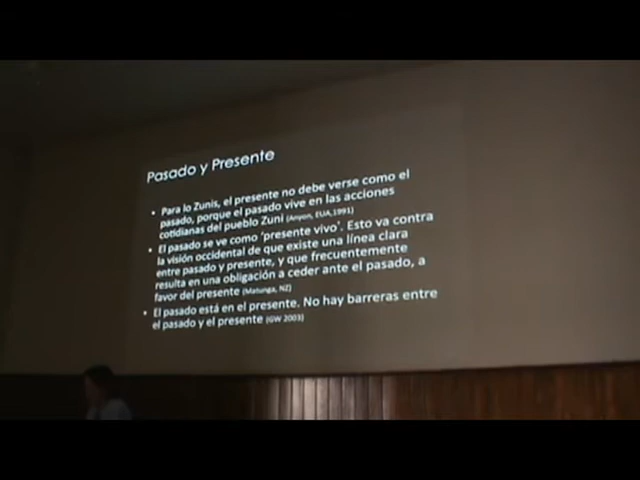 Pasado y Presente
• Para lo Zunis, el presente no debe verse como el
pasado, porque el pasado vive en las acciones
cotidianas del pueblo Zuni (Anyon, EUA,1991)
• El pasado se ve como ‘presente vivo’. Esto va contra
la visión occidental de que existe una línea clara
entre pasado y presente, y que frecuentemente
resulta en una obligación a ceder ante el pasado, a
favor del presente (Matunga, NZ)
• El pasado está en el presente. No hay barreras entre
el pasado y el presente (GW 2003)